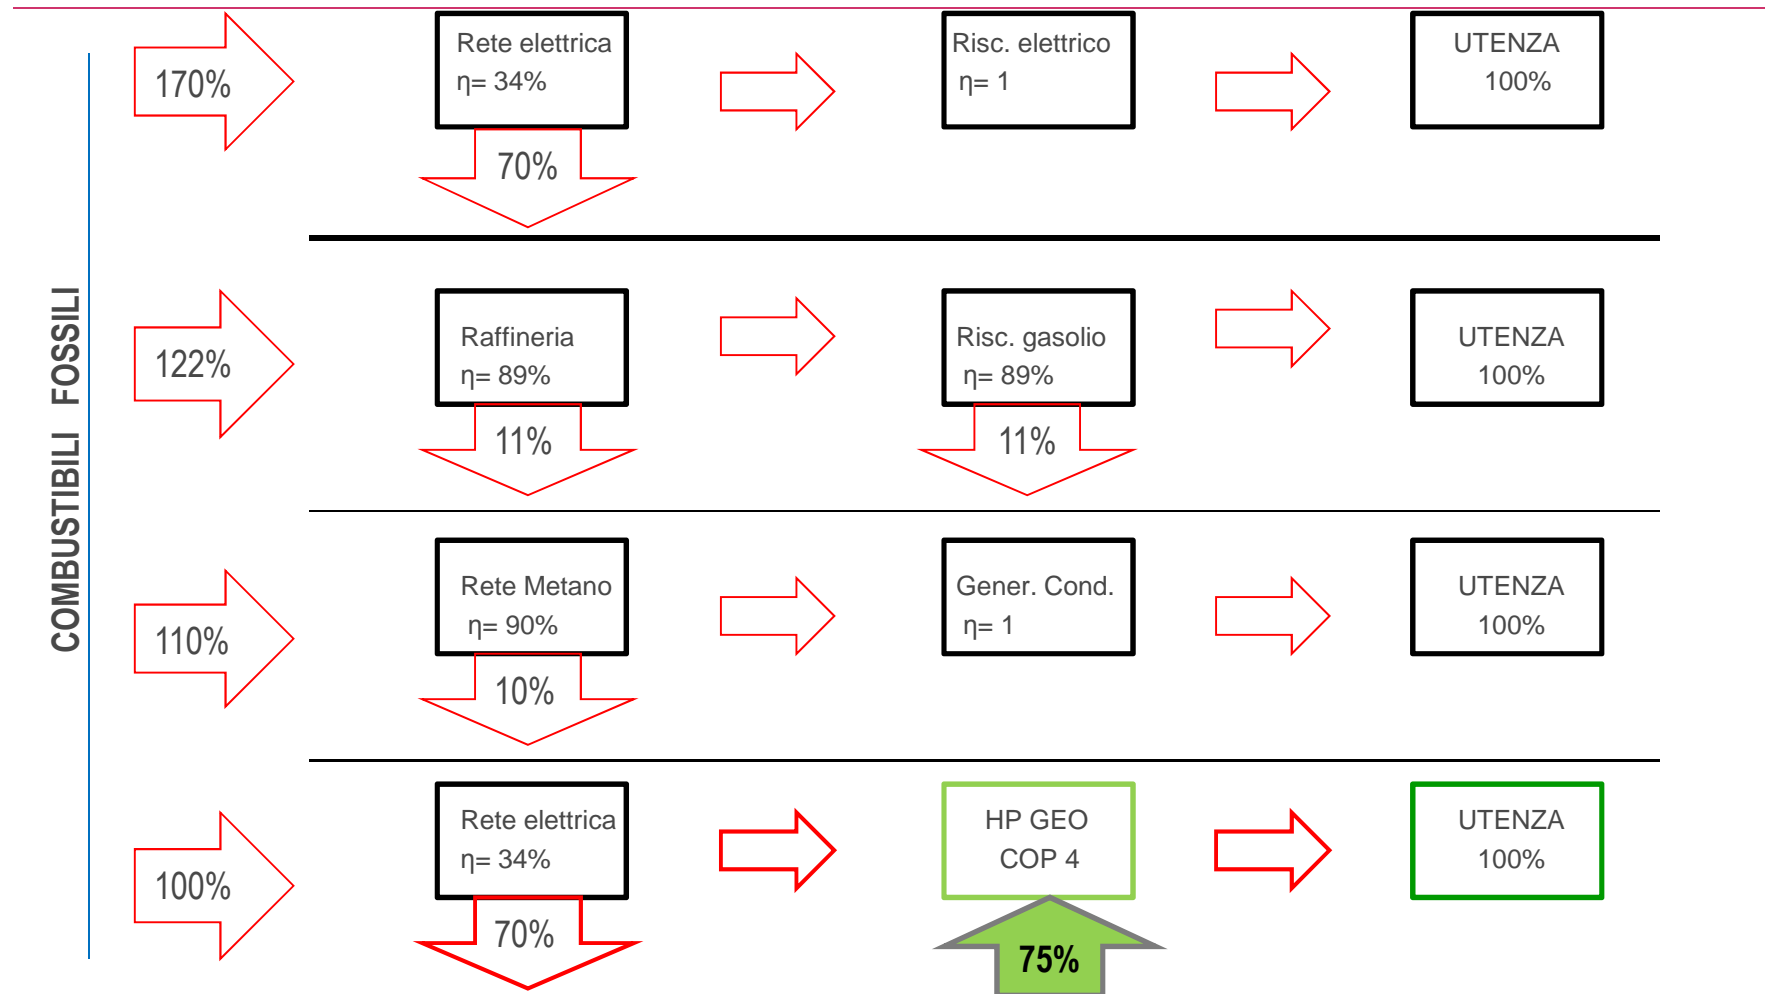 COMBUSTIBILI FOSSILI
170%
Rete elettrica
η= 34%
70%
Risc. elettrico
η= 1
UTENZA
100%
122%
Raffineria
η= 89%
11%
Risc. gasolio
η= 89%
11%
UTENZA
100%
110%
Rete Metano
η= 90%
10%
Gener. Cond.
η= 1
UTENZA
100%
100%
Rete elettrica
η= 34%
70%
HP GEO
COP 4
75%
UTENZA
100%